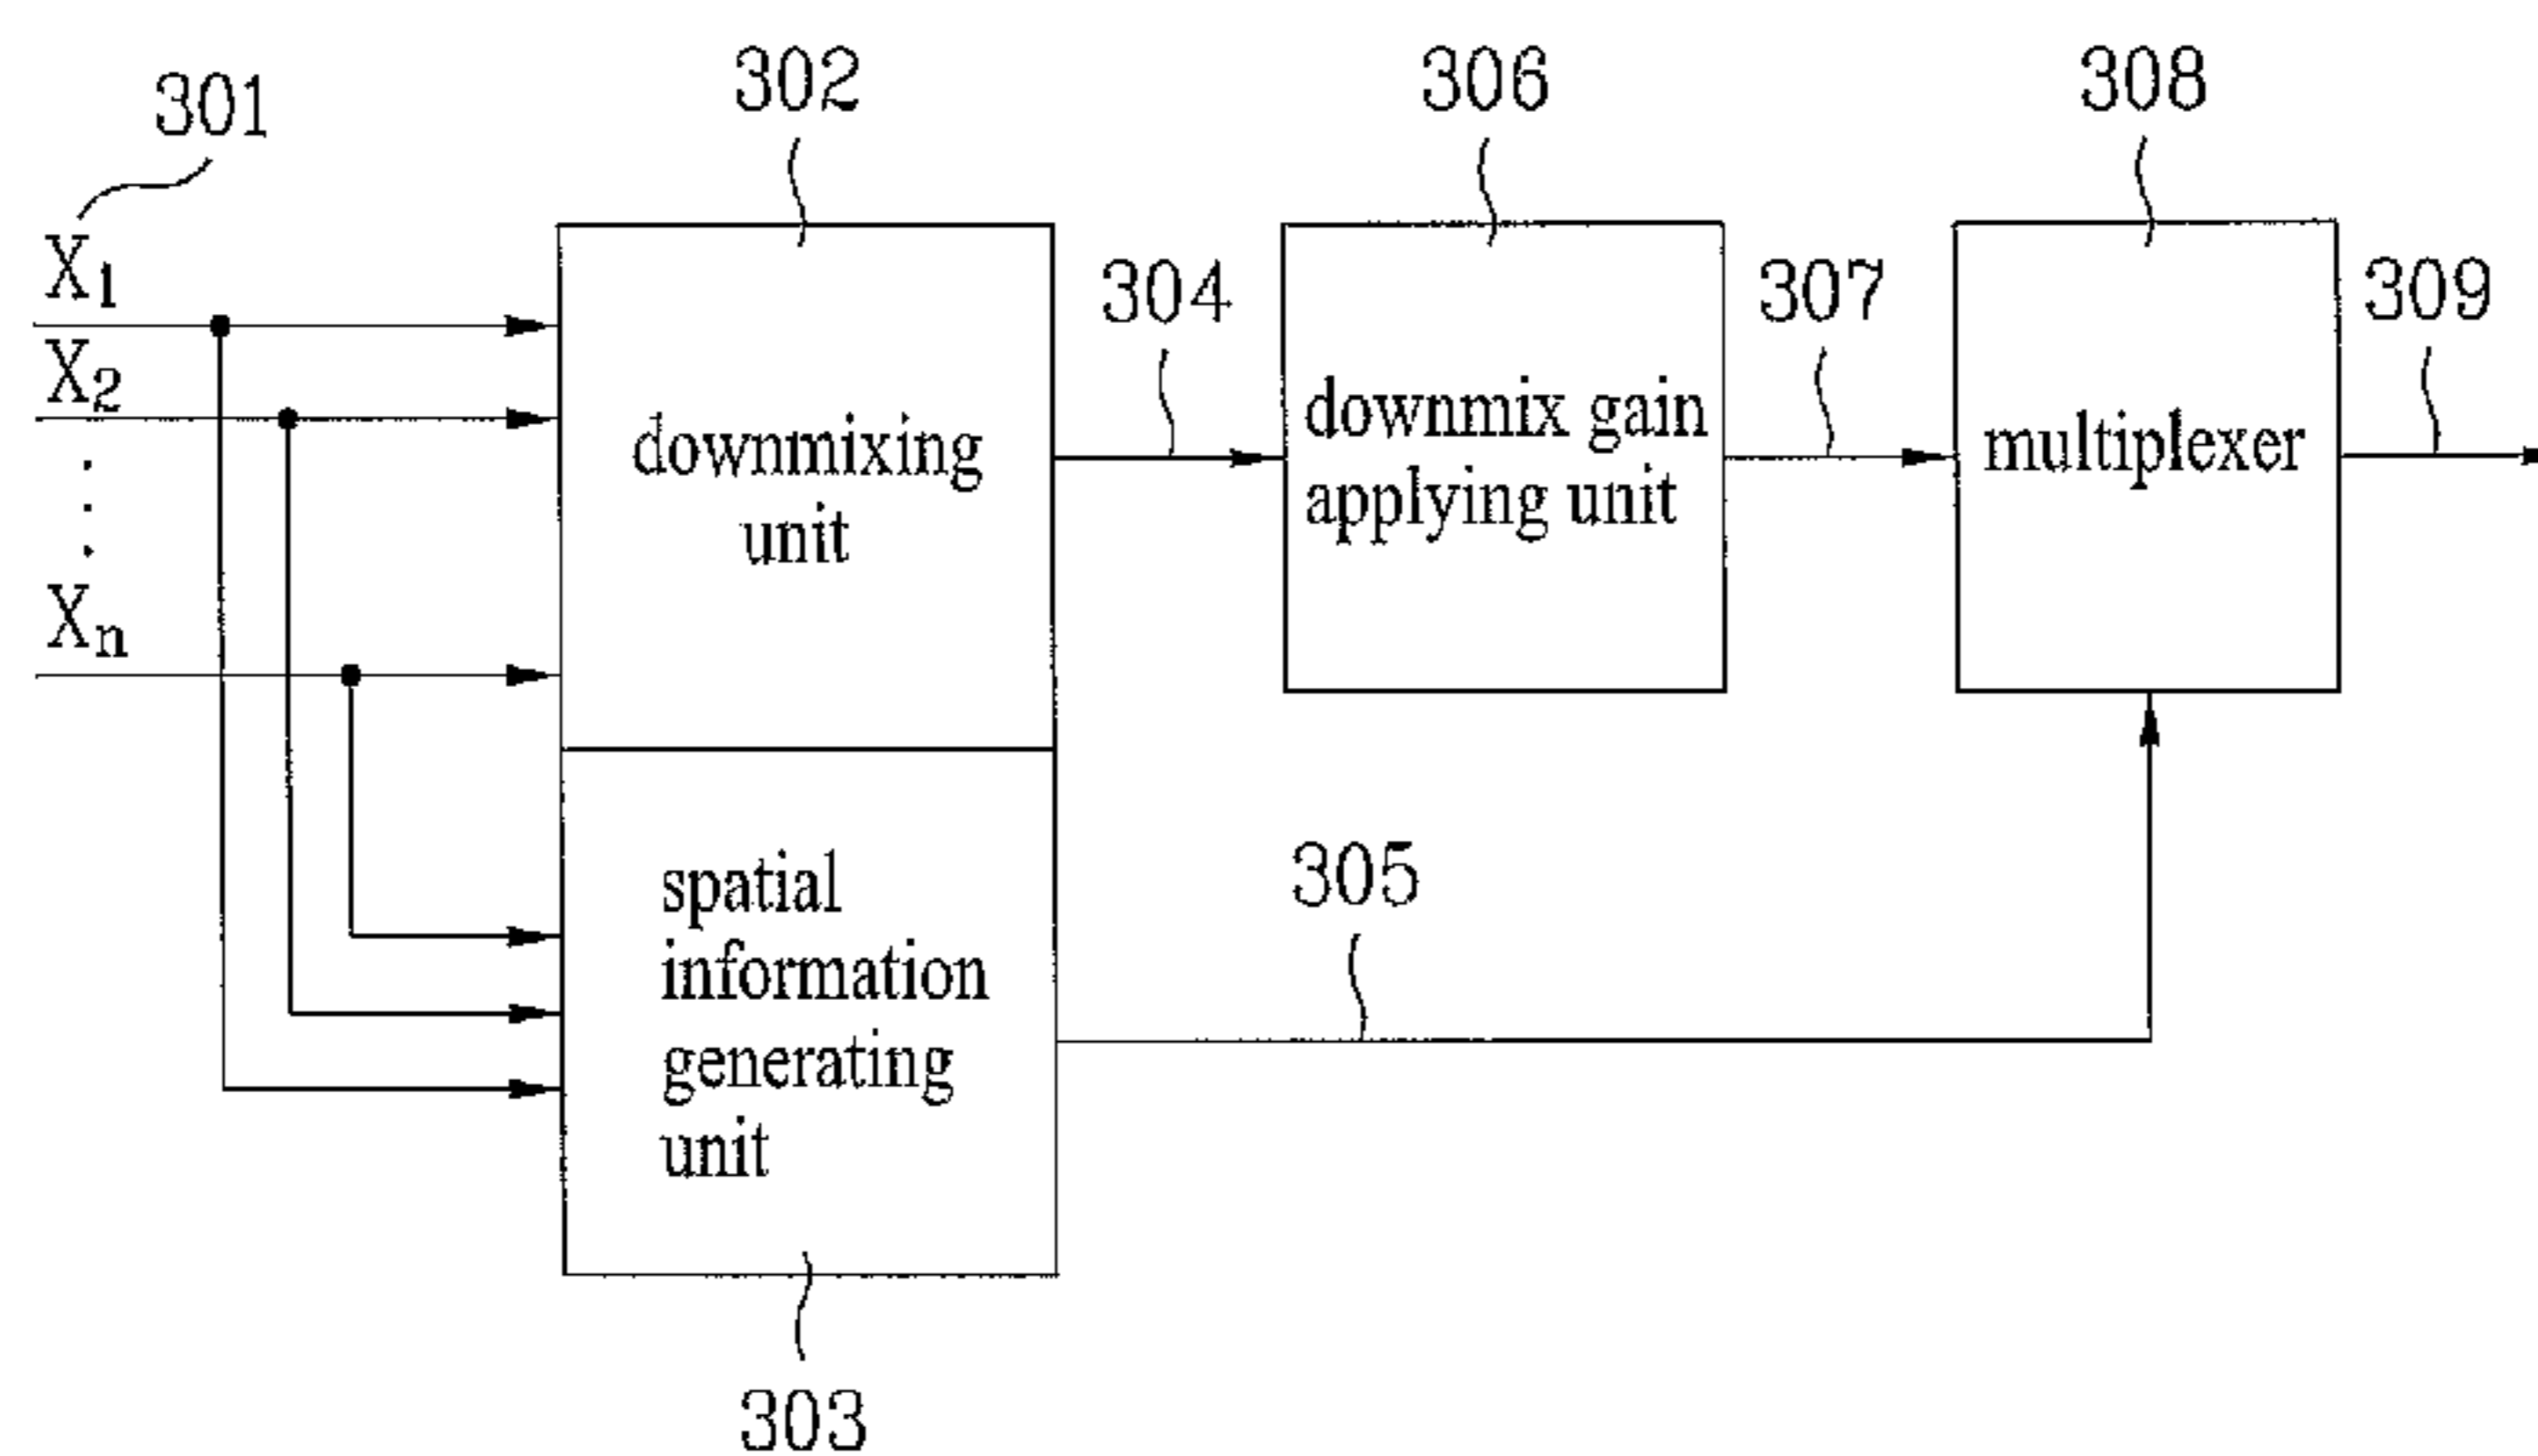 301
302
306
308
X1
304
307
309
X2
downmixing
unit
downmix gain
applying unit
multiplexer
Xn
spatial
information
generating
unit
305
303